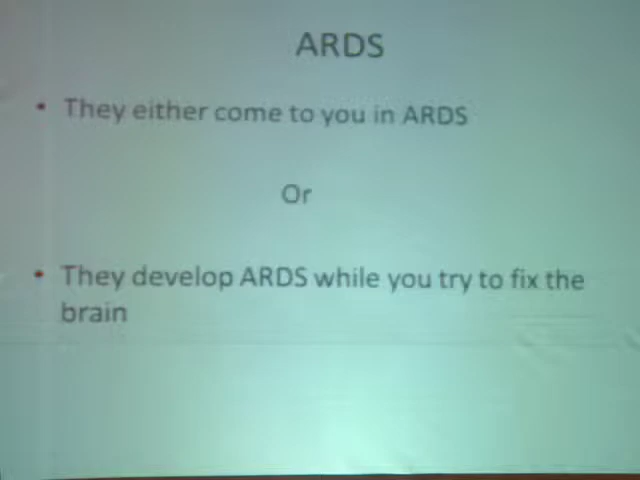 ARDS
• They either come to you in ARDS
Or
• They develop ARDS while you try to fix the
brain